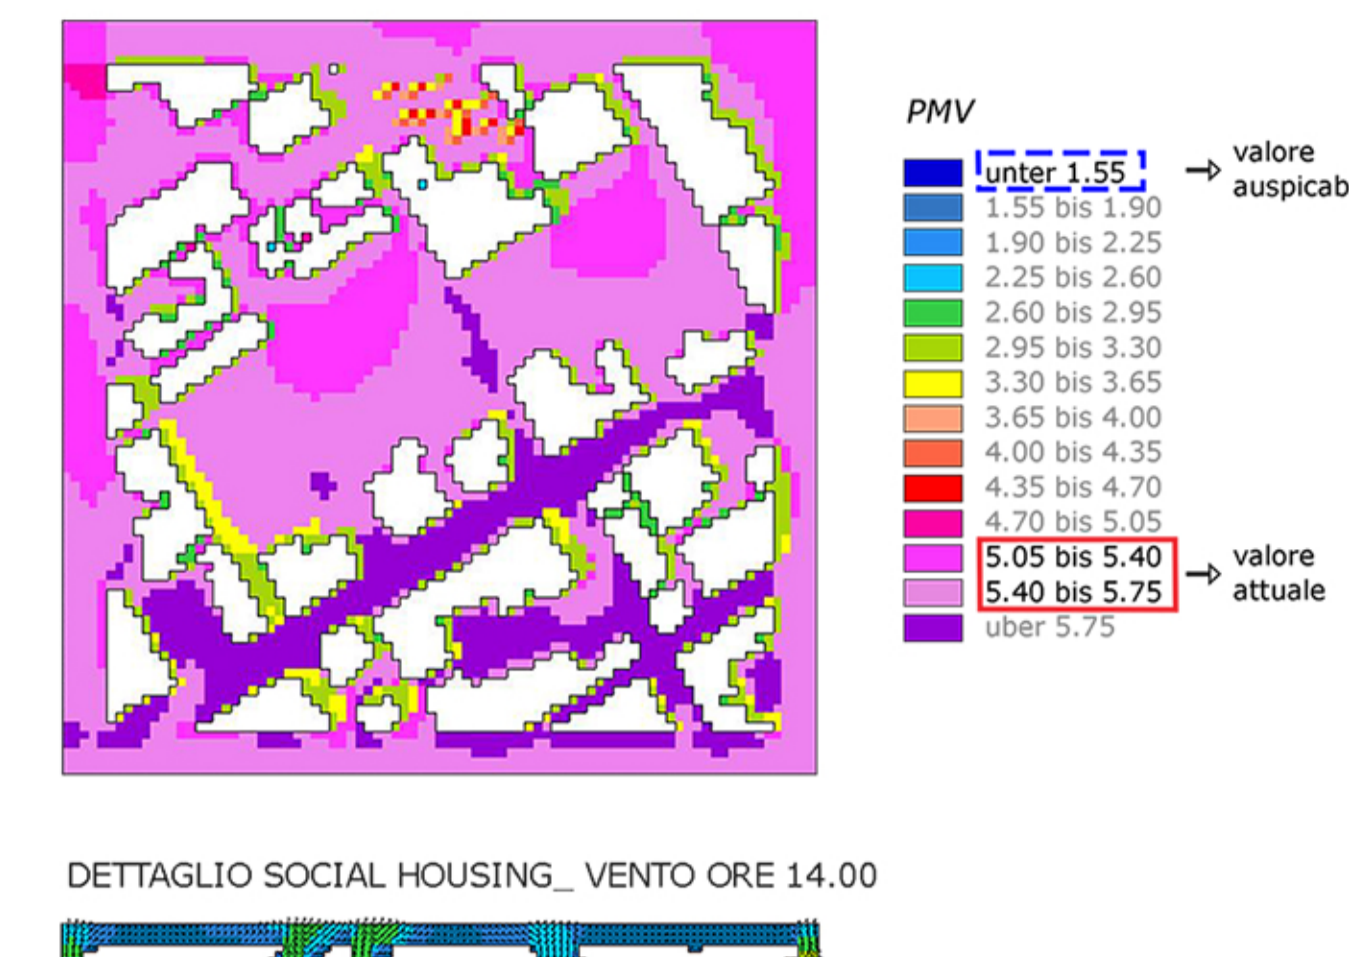 PMV
unter 1.55
valore
auspicab
1.55 bis 1.90
1.90 bis 2.25
2.25 bis 2.60
2.60 bis 2.95
2.95 bis 3.30
3.30 bis 3.65
3.65 bis 4.00
4.00 bis 4.35
4.35 bis 4.70
4.70 bis 5.05
5.05 bis 5.40
5.40 bis 5.75
valore
attuale
uber 5.75
DETTAGLIO SOCIAL HOUSING_ VENTO ORE 14.00